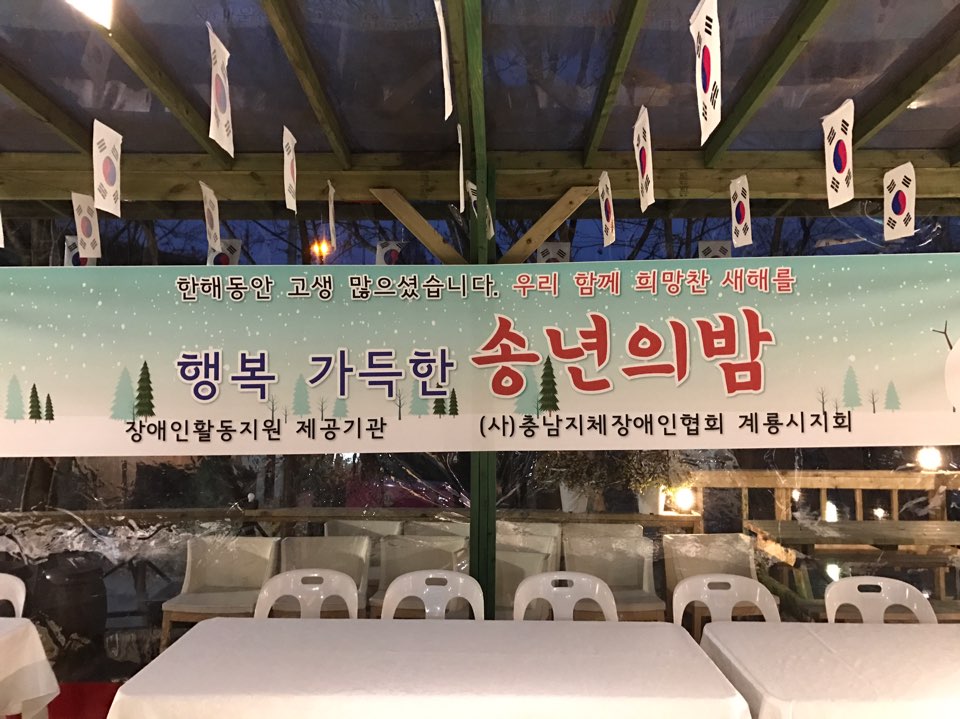 한해동안 고생 많으셨습니다. 우리 함께 희망찬 새해를
행복 가득한 송년의밤
장애인활동지원 제공기관 (사)충남지체장애인협회 계룡시지회